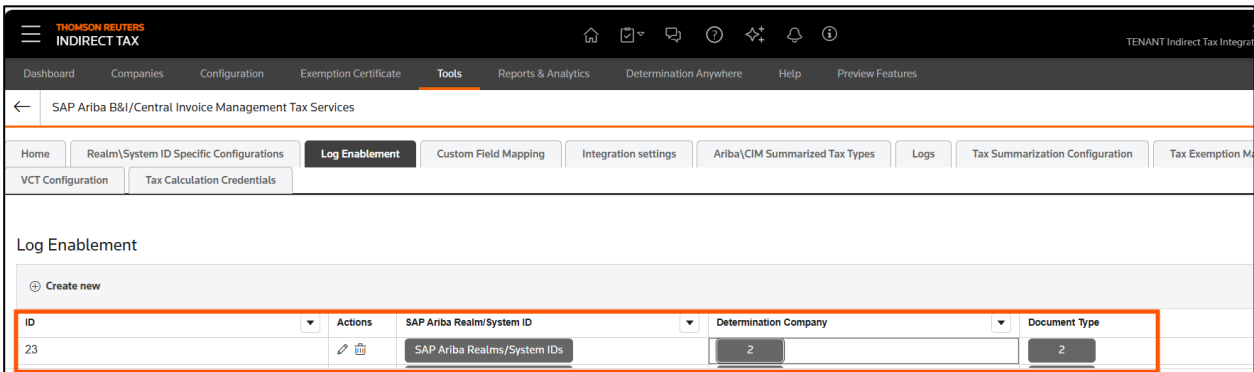 THOMSON REUTERS
INDIRECT TAX
TENANT Indirect Tax Integrat
Dashboard Companies Configuration Exemption Certificate Tools Reports & Analytics Determination Anywhere Help Preview Features
SAP Ariba B&I/Central Invoice Management Tax Services
Home Realm\System ID Specific Configurations Log Enablement Custom Field Mapping Integration settings Ariba\CIM Summarized Tax Types Logs Tax Summarization Configuration Tax Exemption Ma
VCT Configuration Tax Calculation Credentials
Log Enablement
Create new
ID Actions SAP Ariba Realm/System ID Determination Company Document Type
23 SAP Ariba Realms/System IDs 2 2